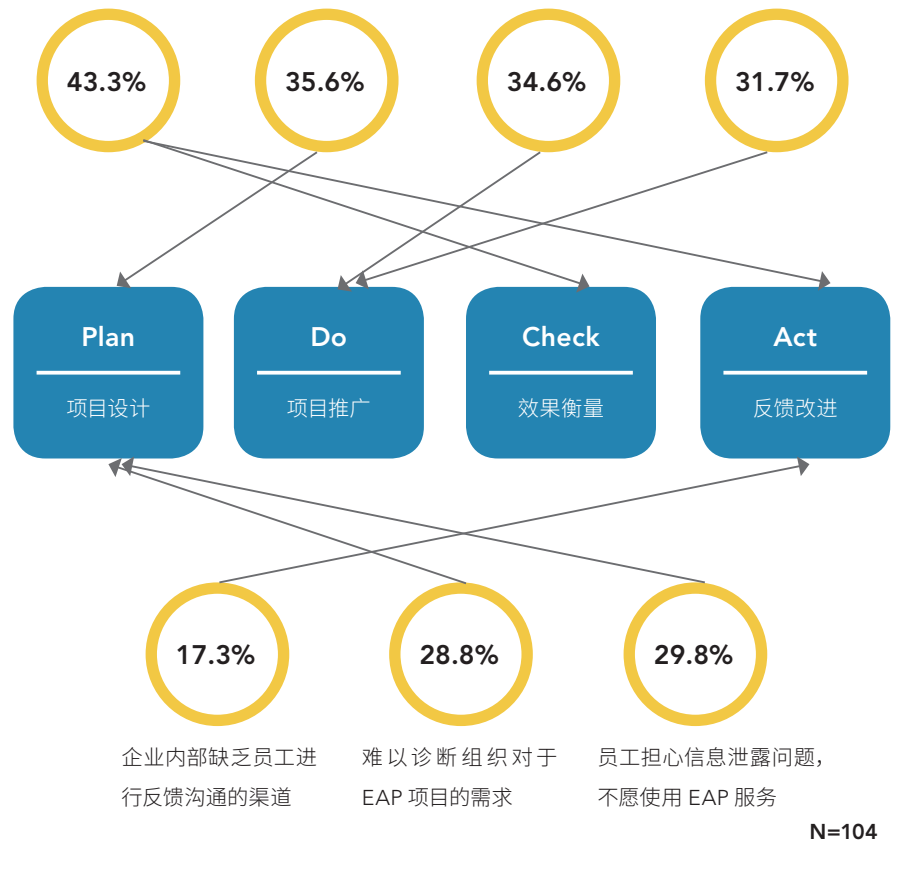 43.3%
35.6%
34.6%
31.7%
Plan
项目设计
Do
项目推广
Check
效果衡量
Act
反馈改进
17.3%
企业内部缺乏员工进
行反馈沟通的渠道
28.8%
难以诊断组织对于
EAP 项目的需求
29.8%
员工担心信息泄露问题，
不愿使用 EAP 服务
N=104